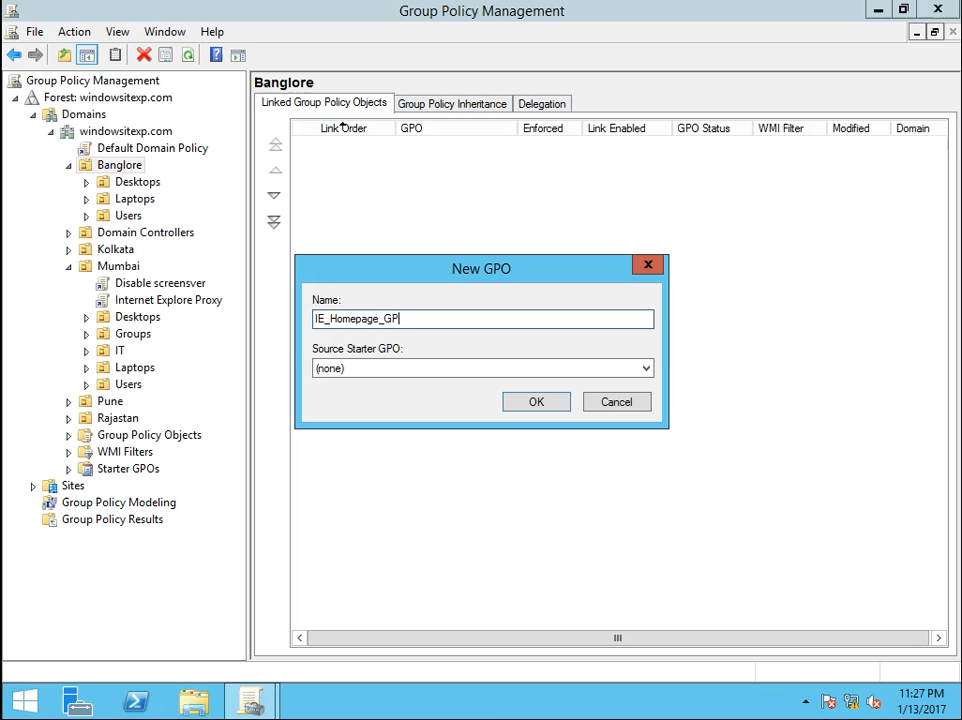 Group Policy Management
File Action View Window Help
Group Policy Management
Forest: windowsitexp.com
Domains
windowsitexp.com
Default Domain Policy
Banglore
Desktops
Laptops
Users
Domain Controllers
Kolkata
Mumbai
Disable screensver
Internet Explore Proxy
Desktops
Groups
IT
Laptops
Users
Pune
Rajastan
Group Policy Objects
WMI Filters
Starter GPOs
Sites
Group Policy Modeling
Group Policy Results
Banglore
Linked Group Policy Objects Group Policy Inheritance Delegation
Link Order GPO Enforced Link Enabled GPO Status WMI Filter Modified Domain
New GPO
Name:
IE_Homepage_GP
Source Starter GPO:
(none)
OK Cancel
11:27 PM
1/13/2017